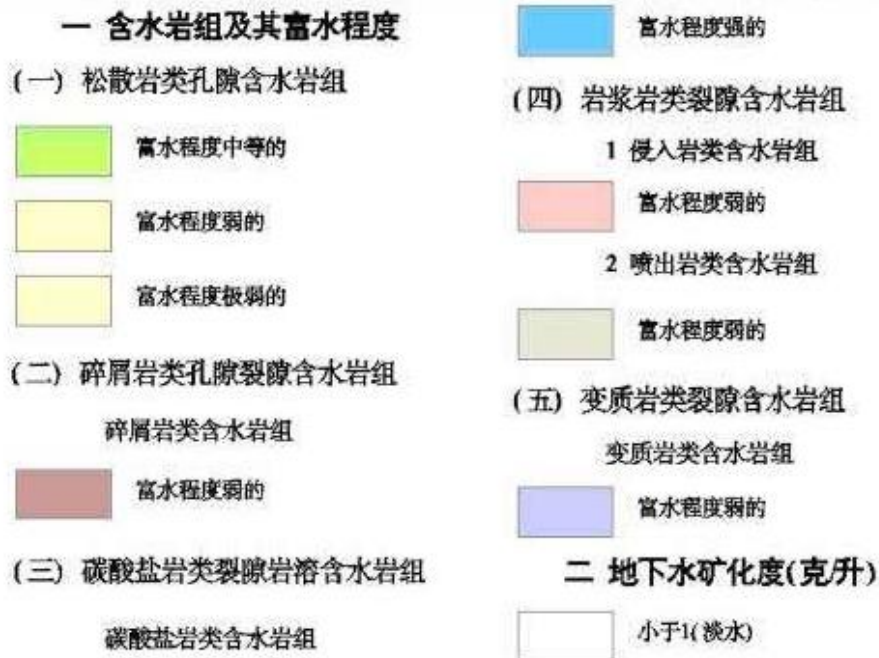 一 含水岩组及其富水程度
(一) 松散岩类孔隙含水岩组
富水程度中等的
富水程度弱的
富水程度极弱的
(二) 碎屑岩类孔隙裂隙含水岩组
碎屑岩类含水岩组
富水程度弱的
(三) 碳酸盐岩类裂隙岩溶含水岩组
碳酸盐岩类含水岩组
富水程度强的
(四) 岩浆岩类裂隙含水岩组
1 侵入岩类含水岩组
富水程度弱的
2 喷出岩类含水岩组
富水程度弱的
(五) 变质岩类裂隙含水岩组
变质岩类含水岩组
富水程度弱的
二 地下水矿化度(克/升)
小于1(淡水)